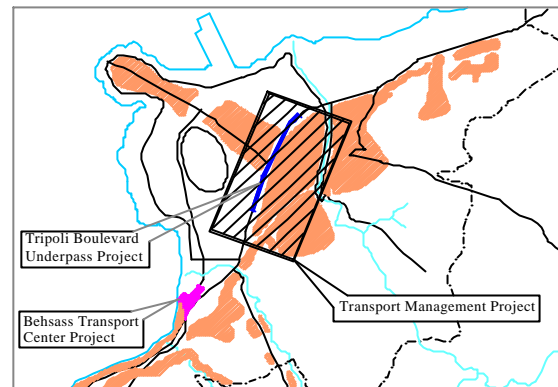 Tripoli Boulevard
Underpass Project
Behsass Transport
Center Project
Transport Management Project